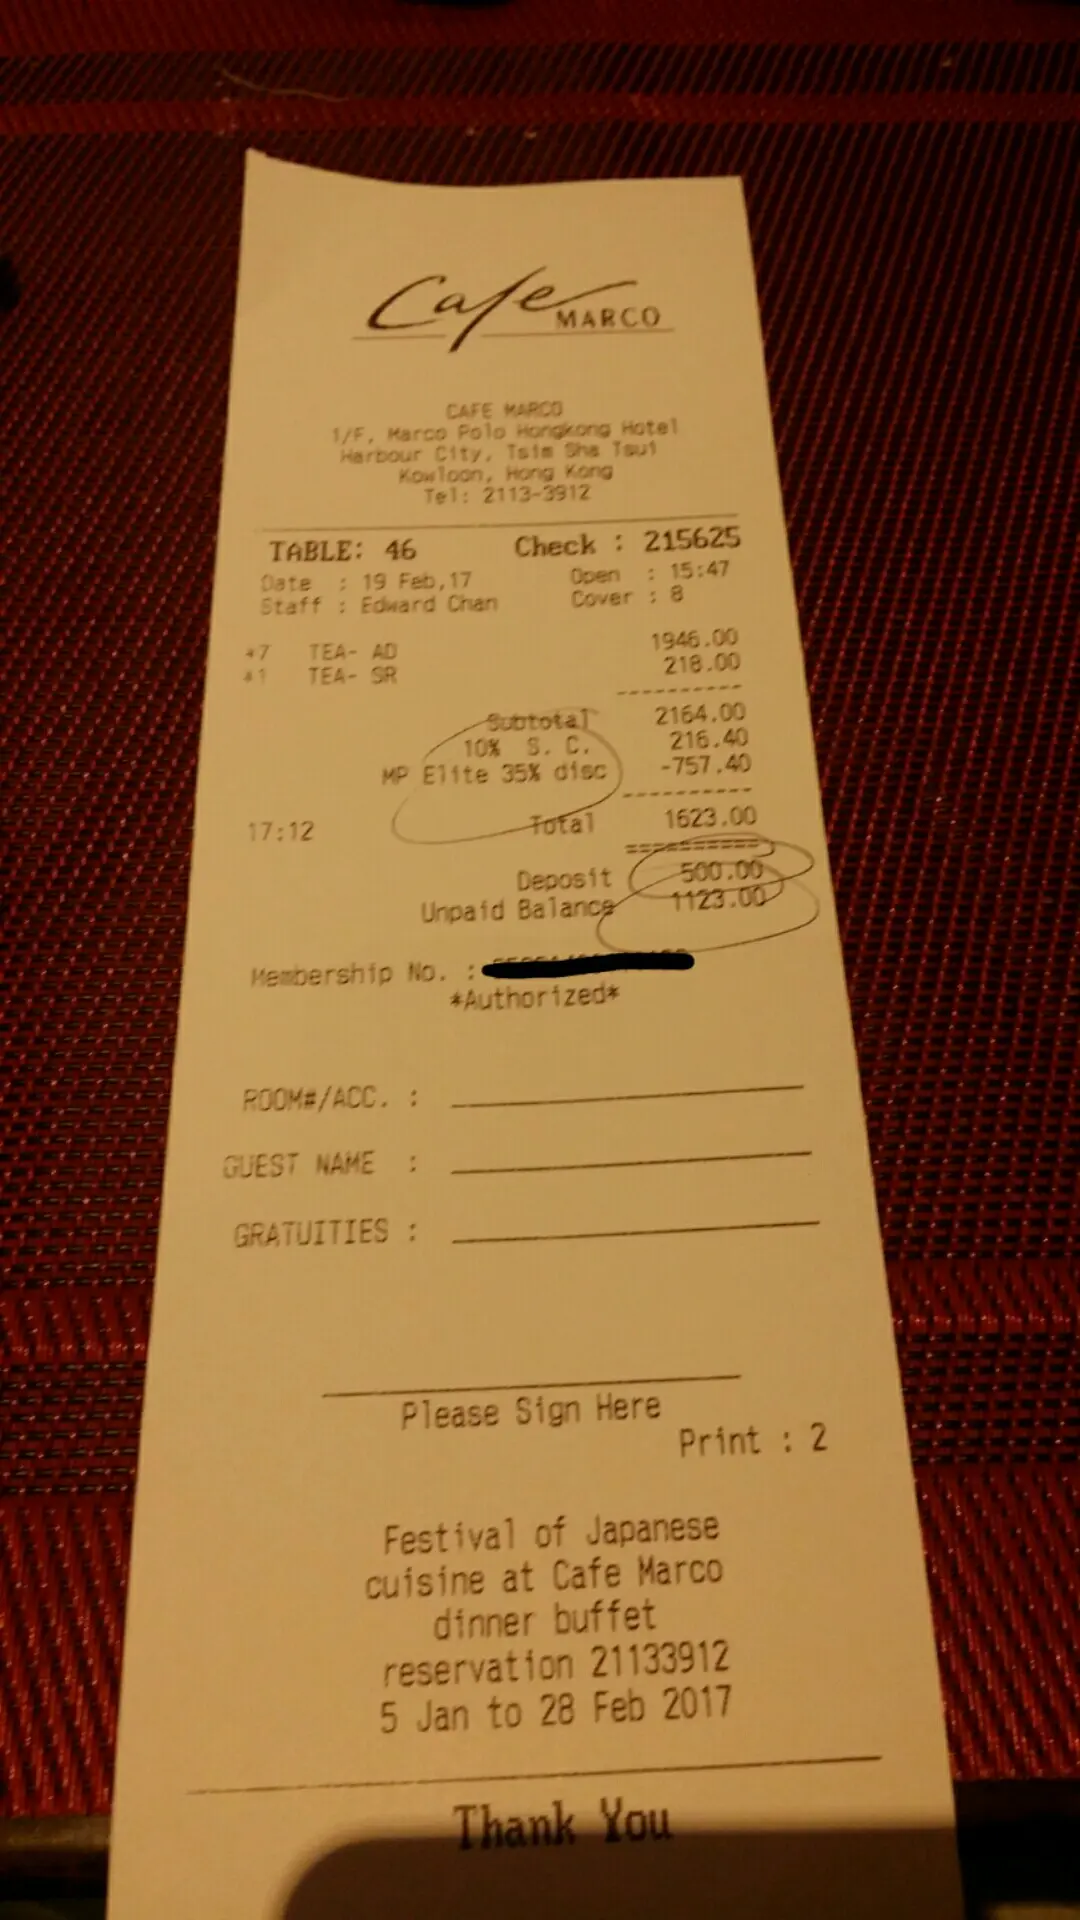 Cafe MARCO
CAFE MARCO
1/F, Marco Polo Hongkong Hotel
Harbour City, Tsim Sha Tsui
Kowloon, Hong Kong
Tel: 2113-3912
TABLE: 46 Check : 215625
Date : 19 Feb,17 Open : 15:47
Staff : Edward Chan Cover : 8
*7 TEA- AD 1946.00
*1 TEA- SR 218.00
----------
Subtotal 2164.00
10% S. C. 216.40
MP Elite 35% disc -757.40
----------
17:12 Total 1623.00
==========
Deposit 500.00
Unpaid Balance 1123.00
Membership No. :
*Authorized*
ROOM#/ACC. :
GUEST NAME :
GRATUITIES :
Please Sign Here
Print : 2
Festival of Japanese
cuisine at Cafe Marco
dinner buffet
reservation 21133912
5 Jan to 28 Feb 2017
Thank You